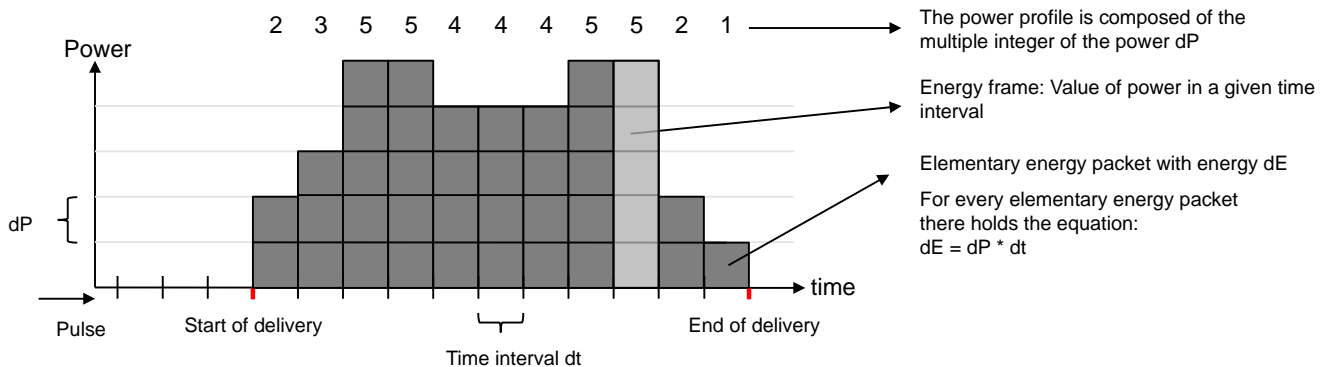 2 3 5 5 4 4 4 5 5 2 1
The power profile is composed of the
multiple integer of the power dP
Power
Energy frame: Value of power in a given time
interval
Elementary energy packet with energy dE
For every elementary energy packet
there holds the equation:
dE = dP * dt
dP
time
Pulse
Start of delivery
End of delivery
Time interval dt